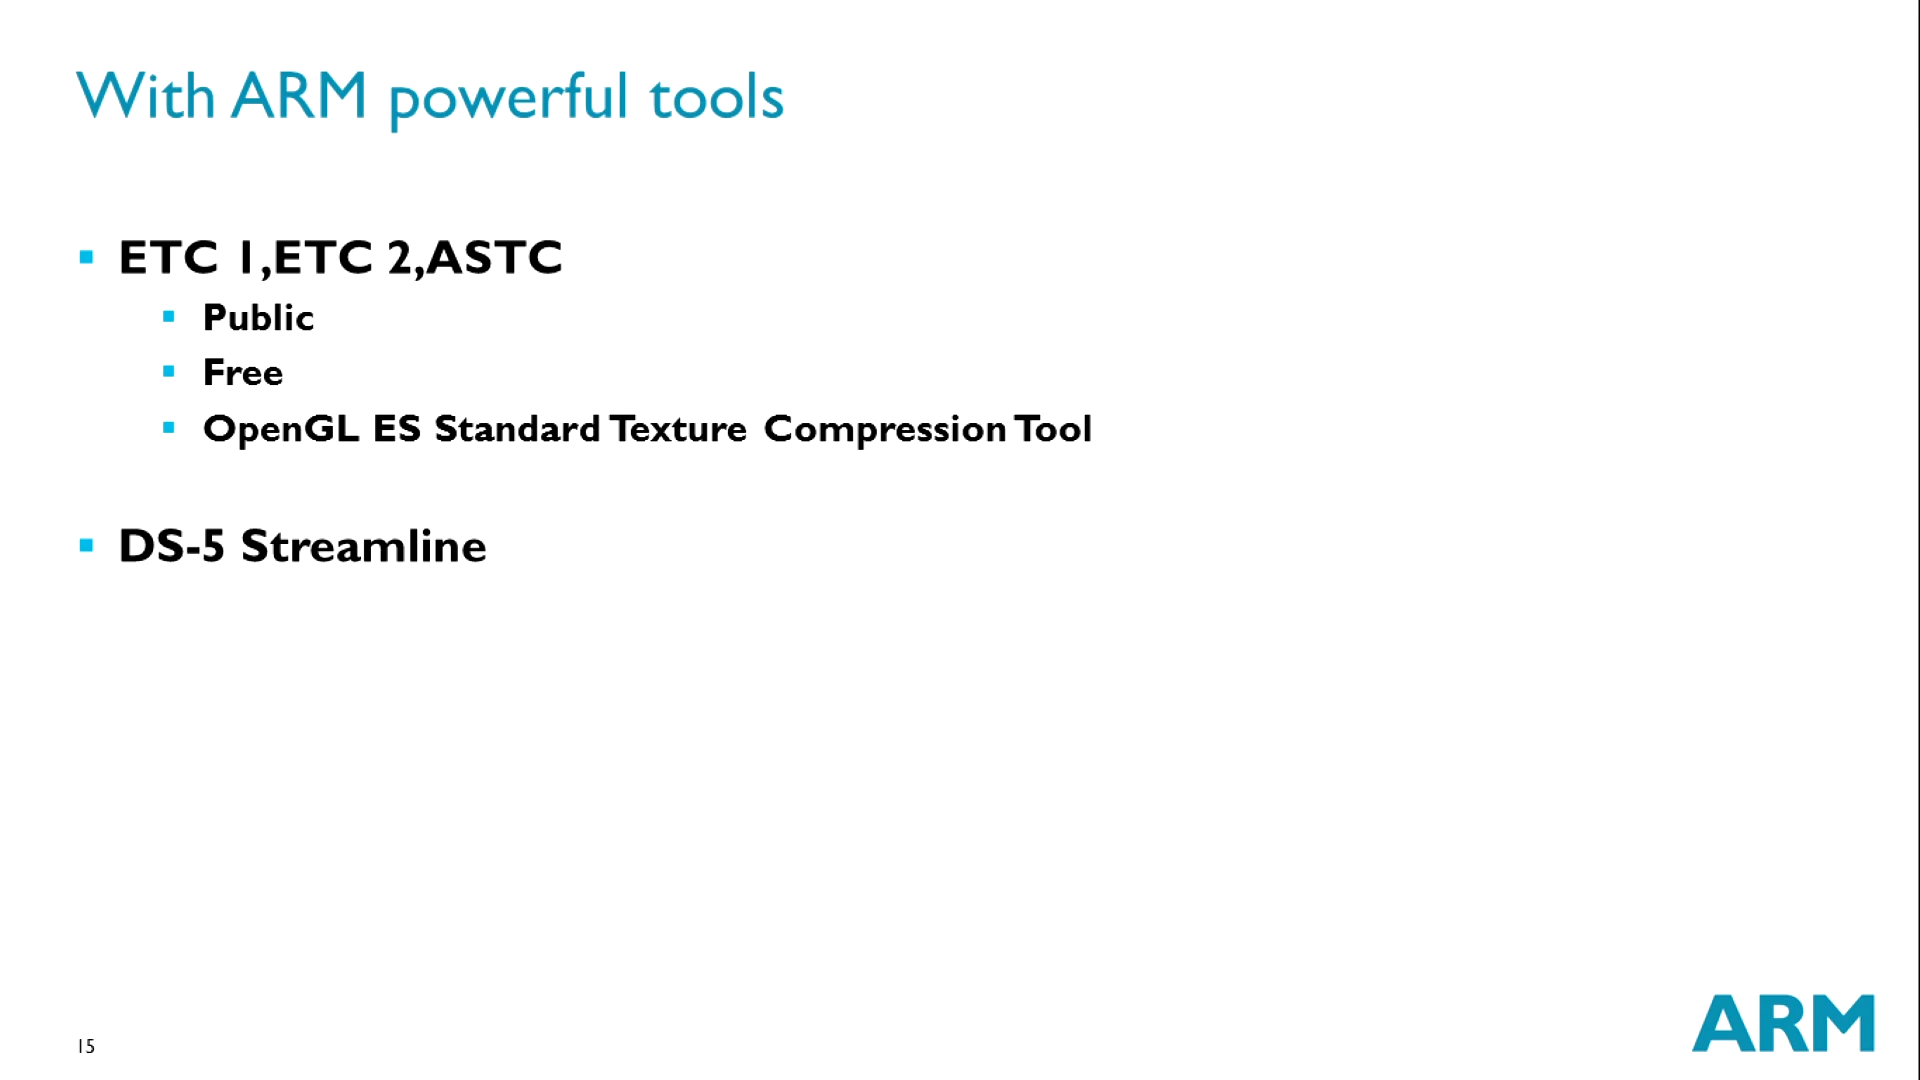 With ARM powerful tools
ETC 1,ETC 2,ASTC
Public
Free
OpenGL ES Standard Texture Compression Tool
DS-5 Streamline
15
ARM